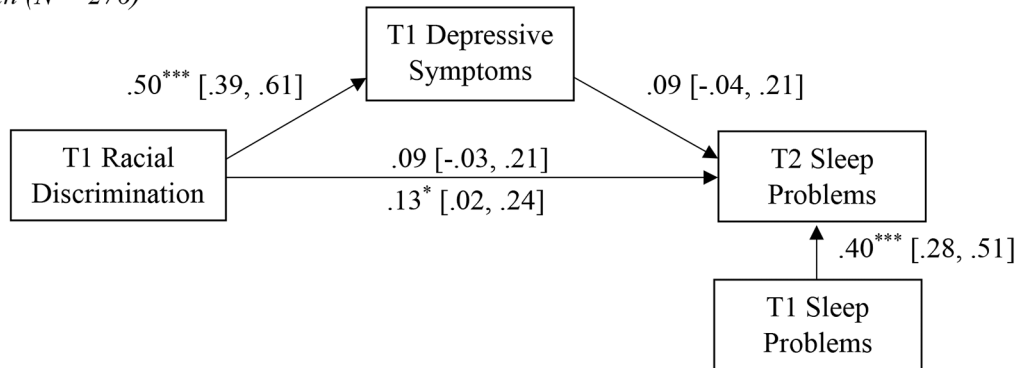 T1 Depressive
Symptoms
.50*** [.39, .61]
.09 [-.04, .21]
T1 Racial
Discrimination
.09 [-.03, .21]
.13* [.02, .24]
T2 Sleep
Problems
.40*** [.28, .51]
T1 Sleep
Problems